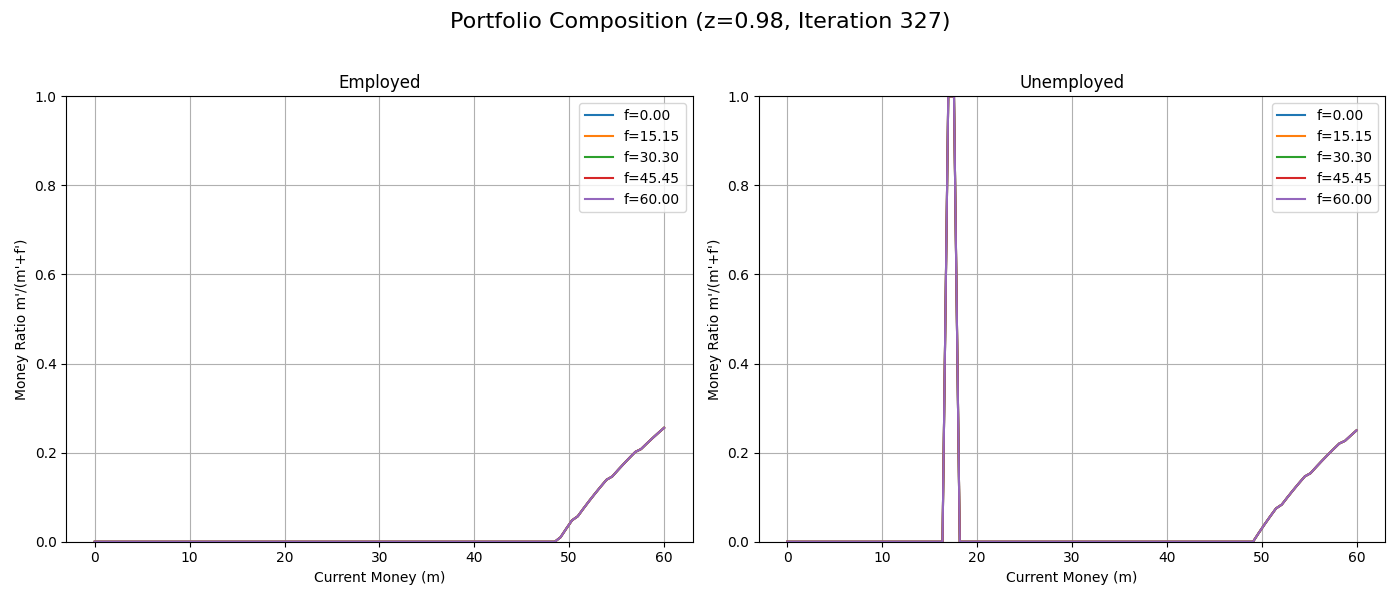 Portfolio Composition (z=0.98, Iteration 327)
Employed
Money Ratio m'/(m'+f')
1.0
0.8
0.6
0.4
0.2
0.0
0 10 20 30 40 50 60
Current Money (m)
f=0.00
f=15.15
f=30.30
f=45.45
f=60.00
Unemployed
Money Ratio m'/(m'+f')
1.0
0.8
0.6
0.4
0.2
0.0
0 10 20 30 40 50 60
Current Money (m)
f=0.00
f=15.15
f=30.30
f=45.45
f=60.00